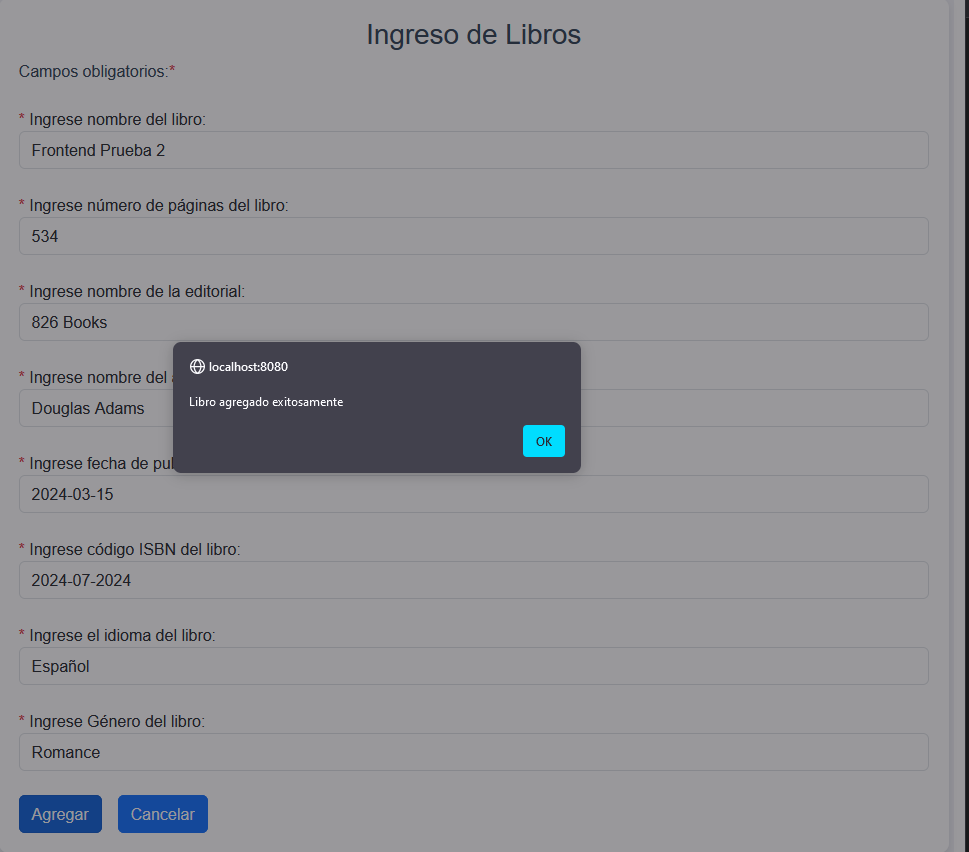 Ingreso de Libros
Campos obligatorios:*
* Ingrese nombre del libro:
Frontend Prueba 2
* Ingrese número de páginas del libro:
534
* Ingrese nombre de la editorial:
826 Books
localhost:8080
* Ingrese nombre del
Libro agregado exitosamente
Douglas Adams
OK
* Ingrese fecha de
2024-03-15
* Ingrese código ISBN del libro:
2024-07-2024
* Ingrese el idioma del libro:
Español
* Ingrese Género del libro:
Romance
Agregar Cancelar